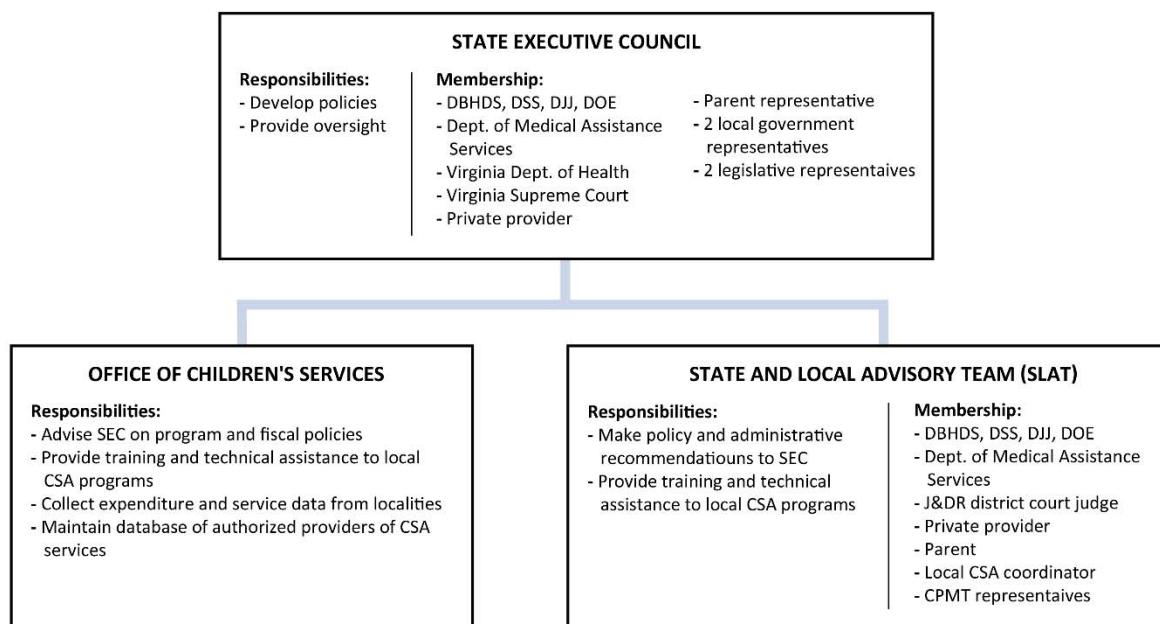 STATE EXECUTIVE COUNCIL
Responsibilities:
- Develop policies
- Provide oversight
Membership:
- DBHDS, DSS, DJJ, DOE
- Dept. of Medical Assistance
Services
- Virginia Dept. of Health
- Virginia Supreme Court
- Private provider
- Parent representative
- 2 local government
representatives
- 2 legislative representaives
OFFICE OF CHILDREN'S SERVICES
Responsibilities:
- Advise SEC on program and fiscal policies
- Provide training and technical assistance to local
CSA programs
- Collect expenditure and service data from localities
- Maintain database of authorized providers of CSA
services
STATE AND LOCAL ADVISORY TEAM (SLAT)
Responsibilities:
- Make policy and administrative
recommendatiouns to SEC
- Provide training and technical
assistance to local CSA programs
Membership:
- DBHDS, DSS, DJJ, DOE
- Dept. of Medical Assistance
Services
- J&DR district court judge
- Private provider
- Parent
- Local CSA coordinator
- CPMT representaives